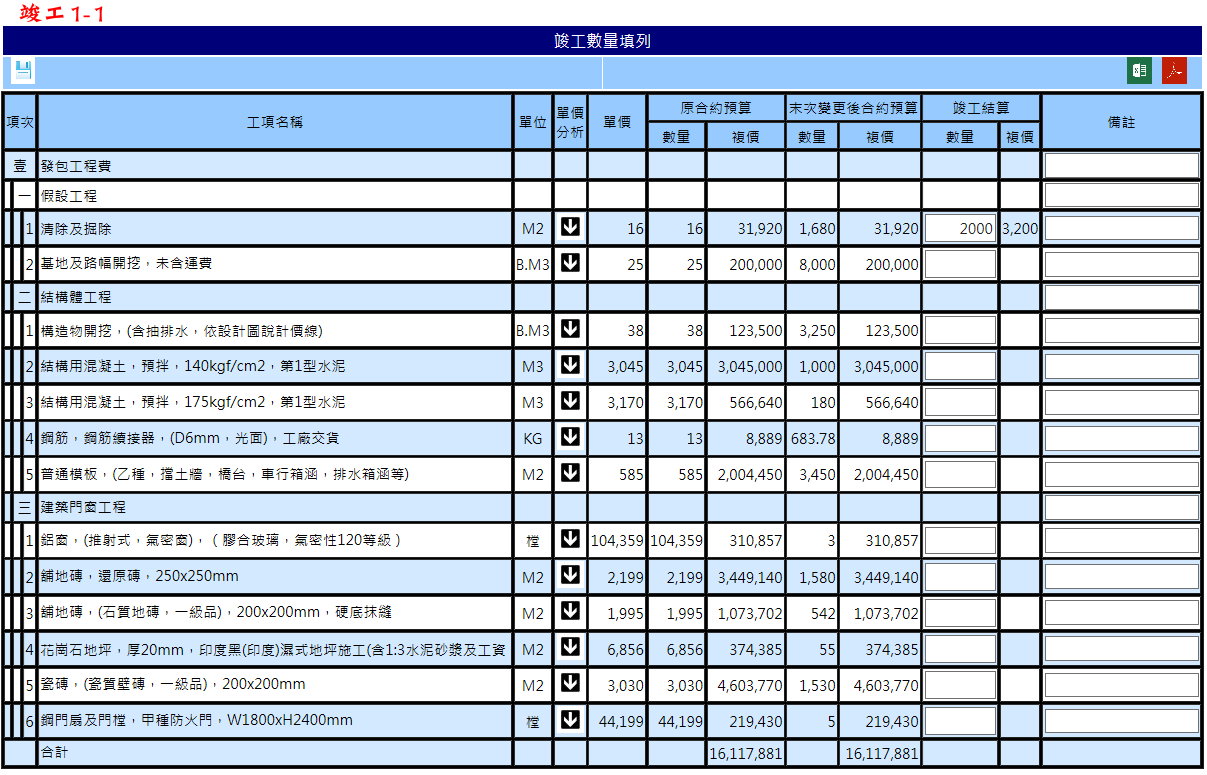 竣工1-1
竣工數量填列
項次 工項名稱 單位 單價分析 單價 原合約預算 末次變更後合約預算 竣工結算 備註
數量 複價 數量 複價 數量 複價
壹 發包工程費
一 假設工程
1 清除及掘除 M2 16 16 31,920 1,680 31,920 2000 3,200
2 基地及路幅開挖，未含運費 B.M3 25 25 200,000 8,000 200,000
二 結構體工程
1 構造物開挖，(含抽排水，依設計圖說計價線) B.M3 38 38 123,500 3,250 123,500
2 結構用混凝土，預拌，140kgf/cm2，第1型水泥 M3 3,045 3,045 3,045,000 1,000 3,045,000
3 結構用混凝土，預拌，175kgf/cm2，第1型水泥 M3 3,170 3,170 566,640 180 566,640
4 鋼筋，鋼筋續接器，(D6mm，光面)，工廠交貨 KG 13 13 8,889 683.78 8,889
5 普通模板，(乙種，擋土牆，橋台，車行箱涵，排水箱涵等) M2 585 585 2,004,450 3,450 2,004,450
三 建築門窗工程
1 鋁窗，(推射式，氣密窗)，（膠合玻璃，氣密性120等級） 樘 104,359 104,359 310,857 3 310,857
2 鋪地磚，還原磚，250x250mm M2 2,199 2,199 3,449,140 1,580 3,449,140
3 鋪地磚，(石質地磚，一級品)，200x200mm，硬底抹縫 M2 1,995 1,995 1,073,702 542 1,073,702
4 花崗石地坪，厚20mm，印度黑(印度)濕式地坪施工(含1:3水泥砂漿及工資 M2 6,856 6,856 374,385 55 374,385
5 瓷磚，(瓷質壁磚，一級品)，200x200mm M2 3,030 3,030 4,603,770 1,530 4,603,770
6 鋼門扇及門樘，甲種防火門，W1800xH2400mm 樘 44,199 44,199 219,430 5 219,430
合計 16,117,881 16,117,881